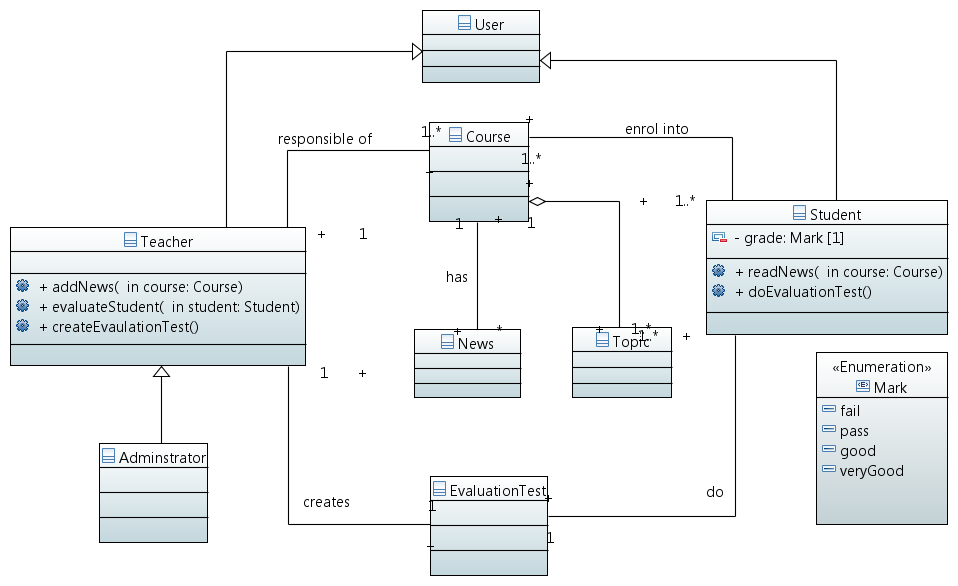 User
responsible of
1..*
Course
+
enrol into
1..*
+
+
1..*
1
+
1
Student
- grade: Mark [1]
+ readNews( in course: Course)
+ doEvaluationTest()
Teacher
+
1
+ addNews( in course: Course)
+ evaluateStudent( in student: Student)
+ createEvaulationTest()
has
+
*
News
+
1..*
Topic
1..*
+
1
+
«Enumeration»
Mark
fail
pass
good
veryGood
Adminstrator
creates
EvaluationTest
1
+
do
1